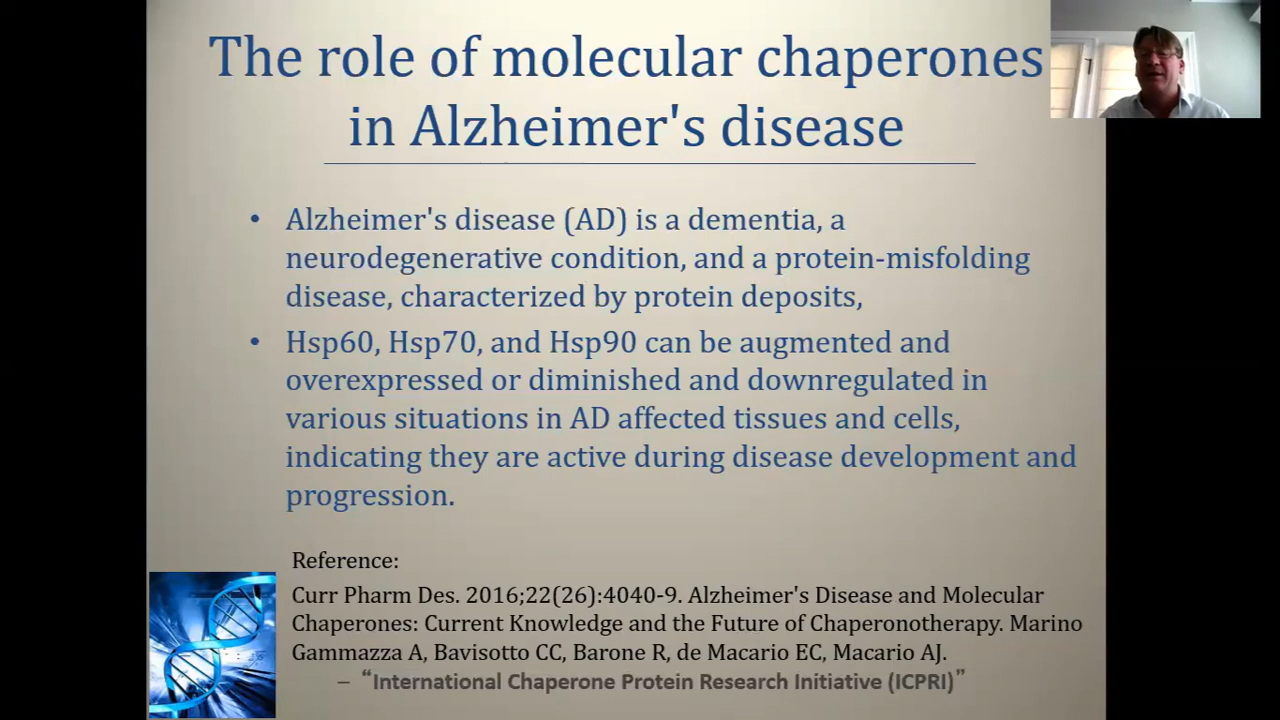 The role of molecular chaperones
in Alzheimer's disease
• Alzheimer's disease (AD) is a dementia, a
neurodegenerative condition, and a protein-misfolding
disease, characterized by protein deposits,
• Hsp60, Hsp70, and Hsp90 can be augmented and
overexpressed or diminished and downregulated in
various situations in AD affected tissues and cells,
indicating they are active during disease development and
progression.
Reference:
Curr Pharm Des. 2016;22(26):4040-9. Alzheimer's Disease and Molecular
Chaperones: Current Knowledge and the Future of Chaperonotherapy. Marino
Gammazza A, Bavisotto CC, Barone R, de Macario EC, Macario AJ.
– “International Chaperone Protein Research Initiative (ICPRI)”